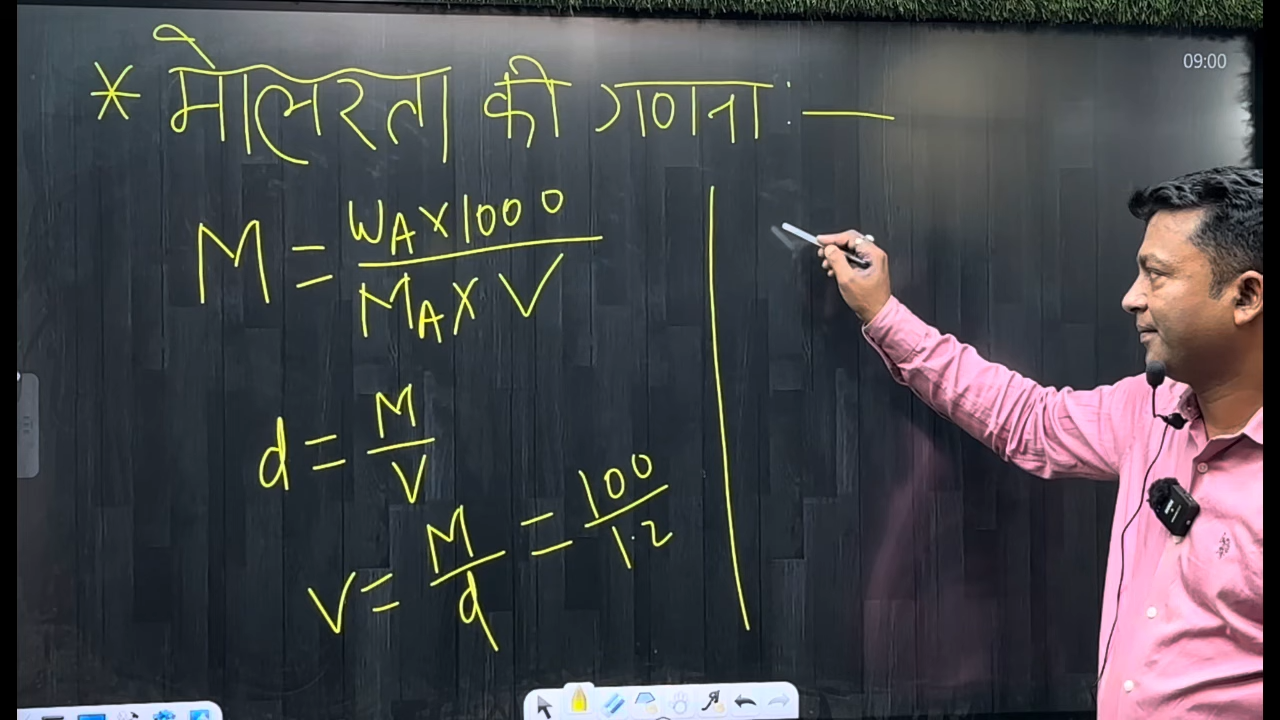 09:00
* मोलरता की गणना :—
M = WA×1000 / MA×V
d = M / V
V = M / d = 100 / 1.2